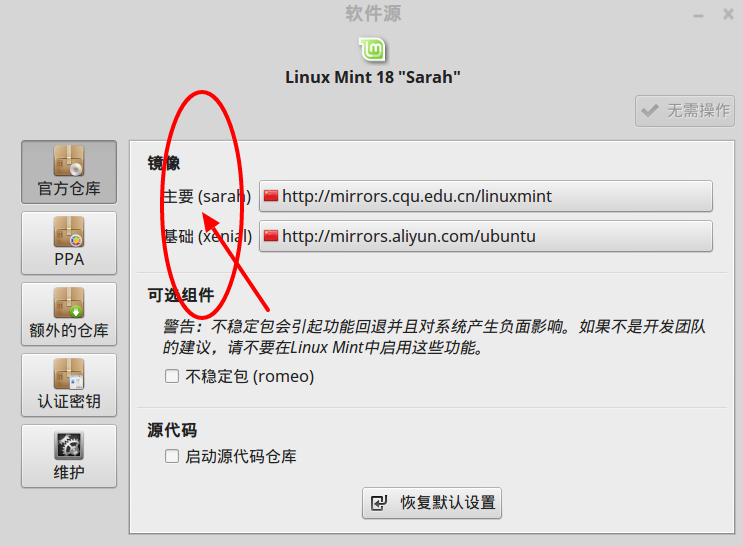 软件源
Linux Mint 18 "Sarah"
无需操作
官方仓库
PPA
额外的仓库
认证密钥
维护
镜像
主要 (sarah) http://mirrors.cqu.edu.cn/linuxmint
基础 (xenial) http://mirrors.aliyun.com/ubuntu
可选组件
警告：不稳定包会引起功能回退并且对系统产生负面影响。如果不是开发团队
的建议，请不要在Linux Mint中启用这些功能。
不稳定包 (romeo)
源代码
启动源代码仓库
恢复默认设置